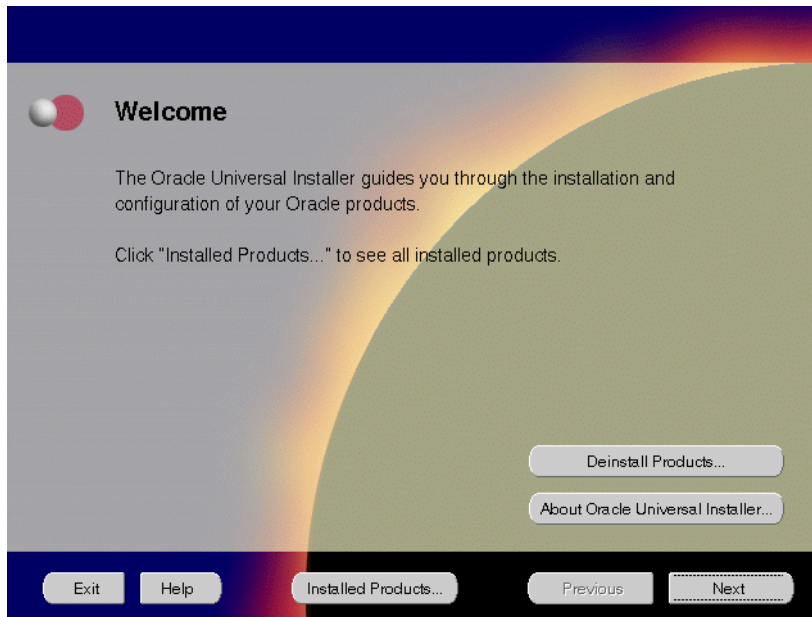 Welcome
The Oracle Universal Installer guides you through the installation and
configuration of your Oracle products.
Click "Installed Products..." to see all installed products.
Deinstall Products...
About Oracle Universal Installer...
Exit
Help
Installed Products...
Previous
Next